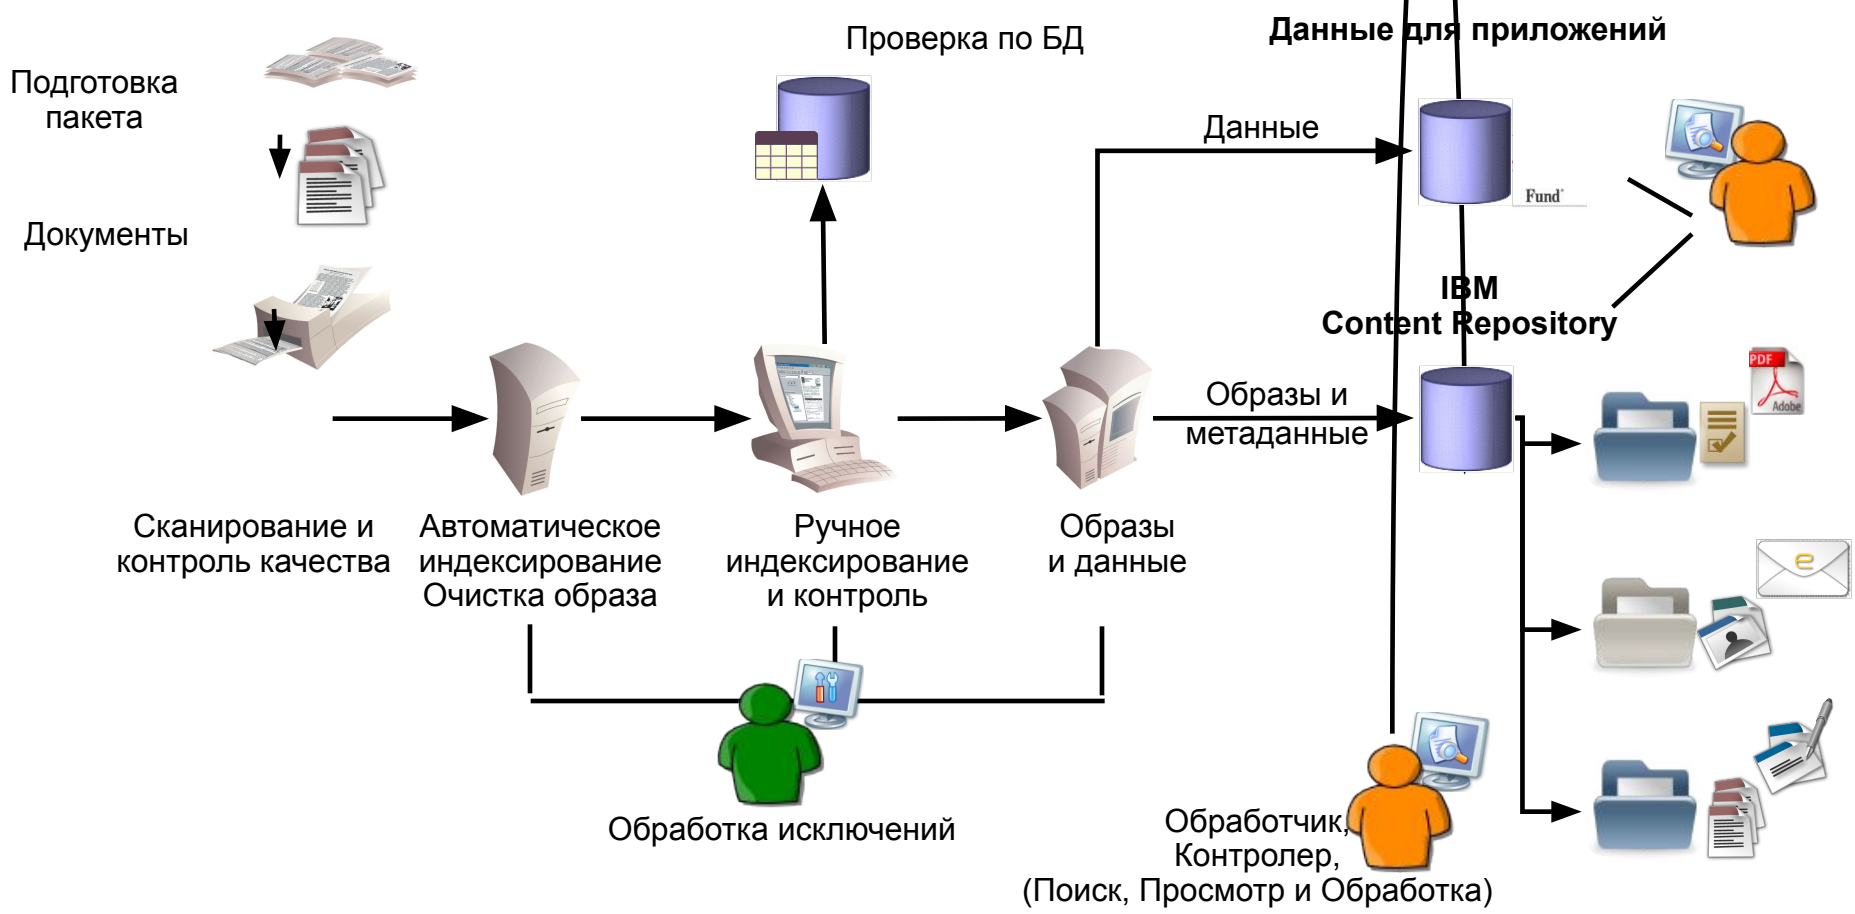 Проверка по БД
Данные для приложений
Подготовка
пакета
Данные
Fund
Документы
IBM
Content Repository
PDF
Adobe
Образы и
метаданные
Сканирование и
контроль качества
Автоматическое
индексирование
Очистка образа
Ручное
индексирование
и контроль
Образы
и данные
e
Обработка исключений
Обработчик,
Контролер,
(Поиск, Просмотр и Обработка)